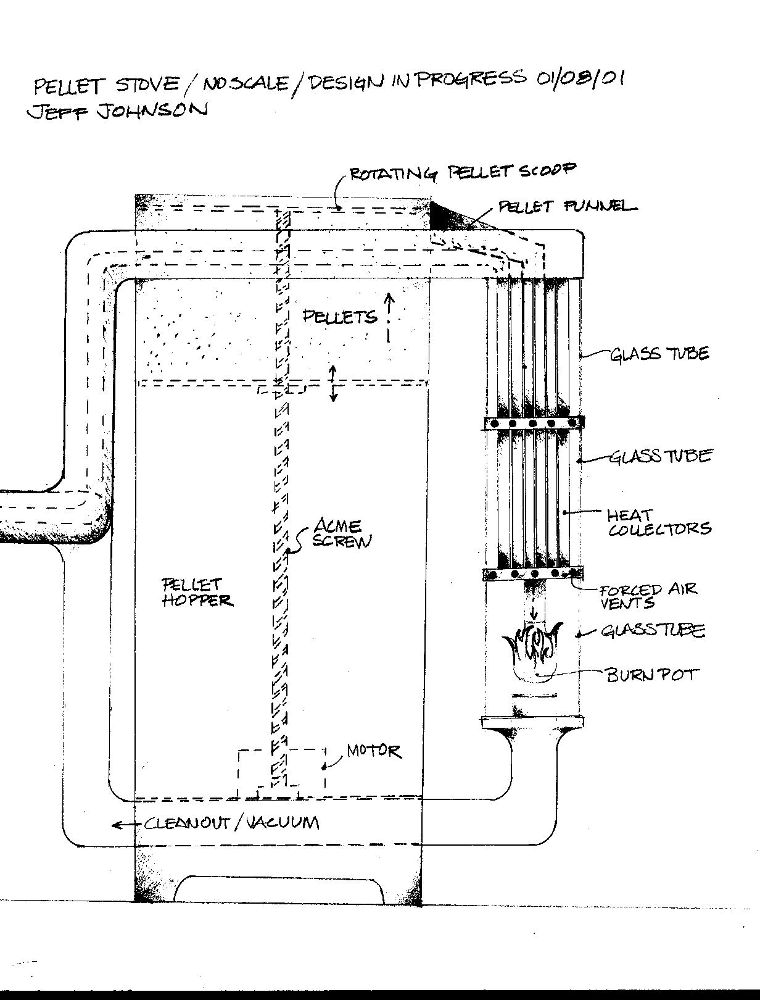 PELLET STOVE / NO SCALE / DESIGN IN PROGRESS 01/08/01
JEFF JOHNSON
ROTATING PELLET SCOOP
PELLET FUNNEL
PELLETS
GLASS TUBE
GLASS TUBE
ACME
SCREW
HEAT
COLLECTORS
PELLET
HOPPER
FORCED AIR
VENTS
GLASS TUBE
BURN POT
MOTOR
CLEANOUT / VACUUM